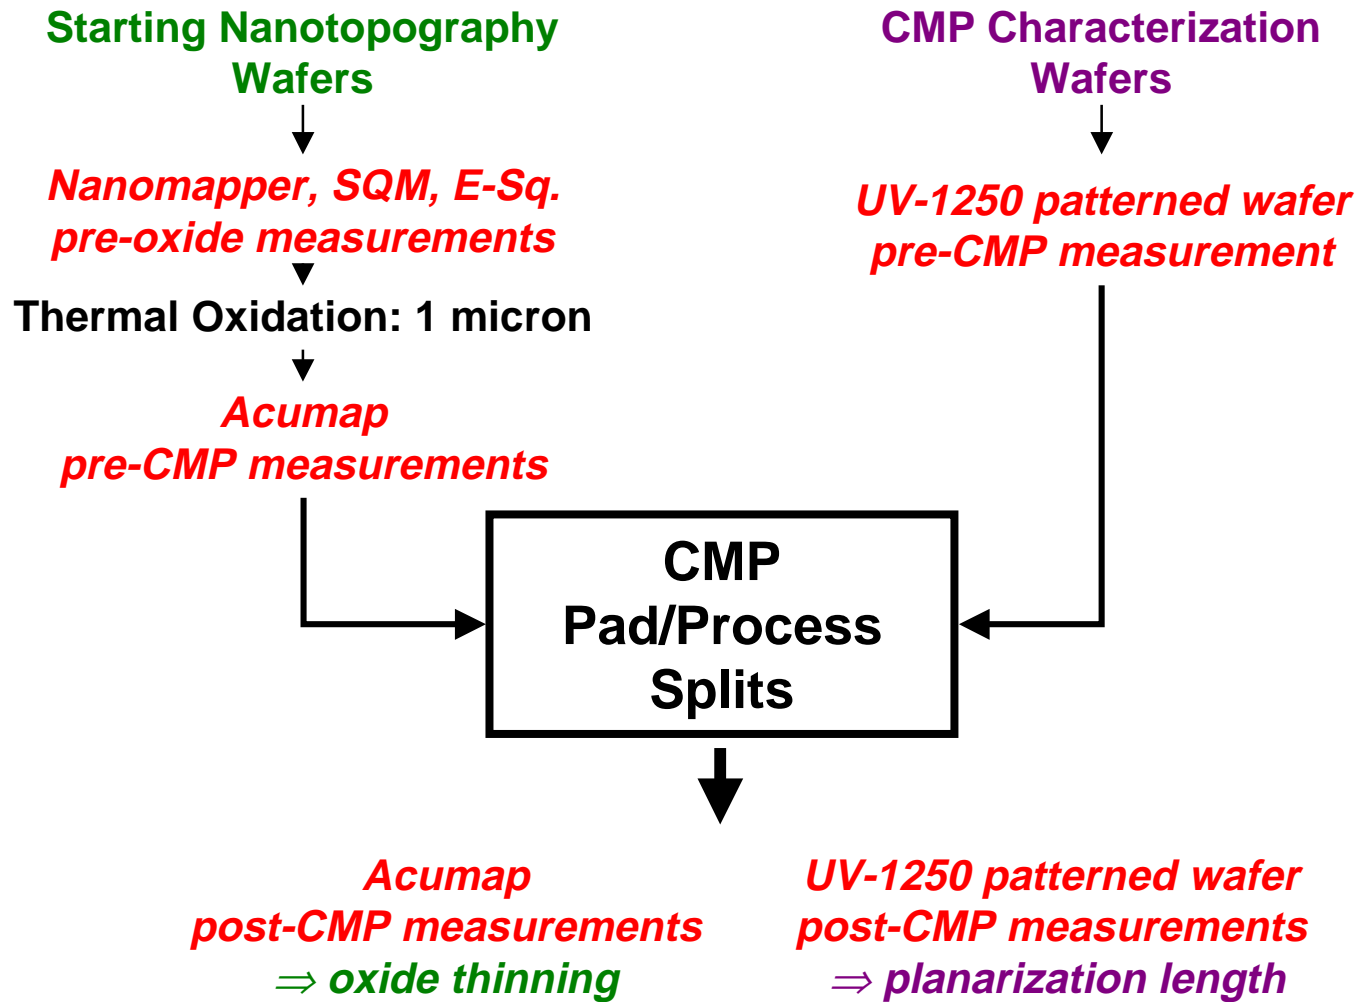 Starting Nanotopography
Wafers
CMP Characterization
Wafers
Nanomapper, SQM, E-Sq.
pre-oxide measurements
UV-1250 patterned wafer
pre-CMP measurement
Thermal Oxidation: 1 micron
Acumap
pre-CMP measurements
CMP
Pad/Process
Splits
Acumap
post-CMP measurements
⇒ oxide thinning
UV-1250 patterned wafer
post-CMP measurements
⇒ planarization length